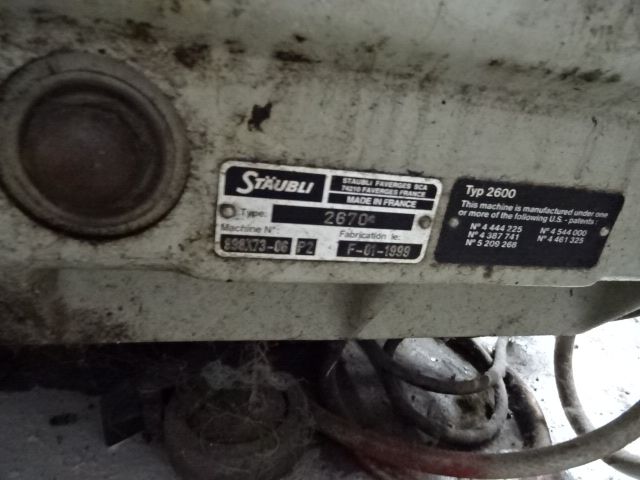 STÄUBLI
STAUBLI FAVERGES SCA
74210 FAVERGES FRANCE
MADE IN FRANCE
Type: 2670
Machine N°: Fabrication le:
P2 F-01-1999
Typ 2600
This machine is manufactured under one
or more of the following U.S. - patents:
N° 4 444 225 N° 4 544 000
N° 4 387 741 N° 4 461 325
N° 5 209 268